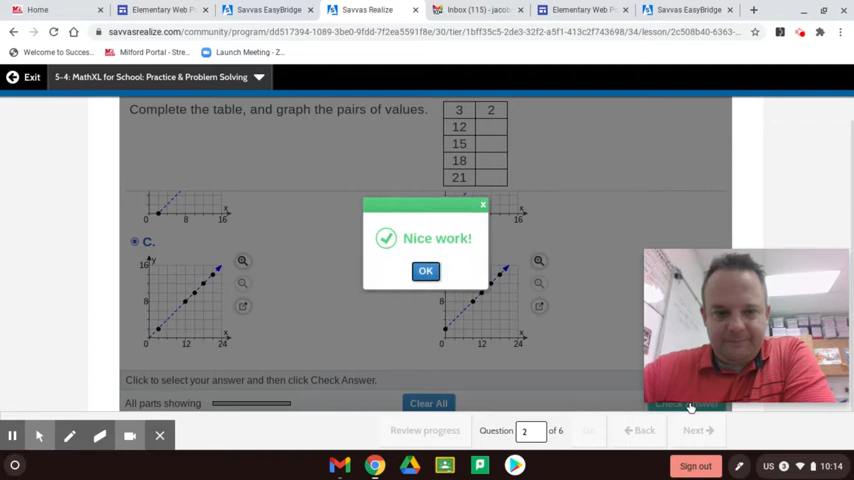 Home
Elementary Web P
Savvas EasyBridge
Savvas Realize
Inbox (115) - jacob
Elementary Web P
Savvas EasyBridge
savvasrealize.com/community/program/dd517394-1089-3be0-9fdd-7f2ea5591f8e/30/tier/1bff35c5-2de3-32f2-a5f1-413c2f743698/34/lesson/2c508b40-6363-...
Welcome to Succes...
Milford Portal - St...
Launch Meeting - Z...
Exit
5-4: MathXL for School: Practice & Problem Solving
Complete the table, and graph the pairs of values.
3 2
12
15
18
21
x
0 8 16
x
16
C.
y
16
8
0 12 24
x
8
0 12 24
x
x
Nice work!
OK
Click to select your answer and then click Check Answer.
All parts showing
Clear All
Check Answer
Review progress
Question 2 of 6
Go
Back
Next
Sign out
US 3 10:14